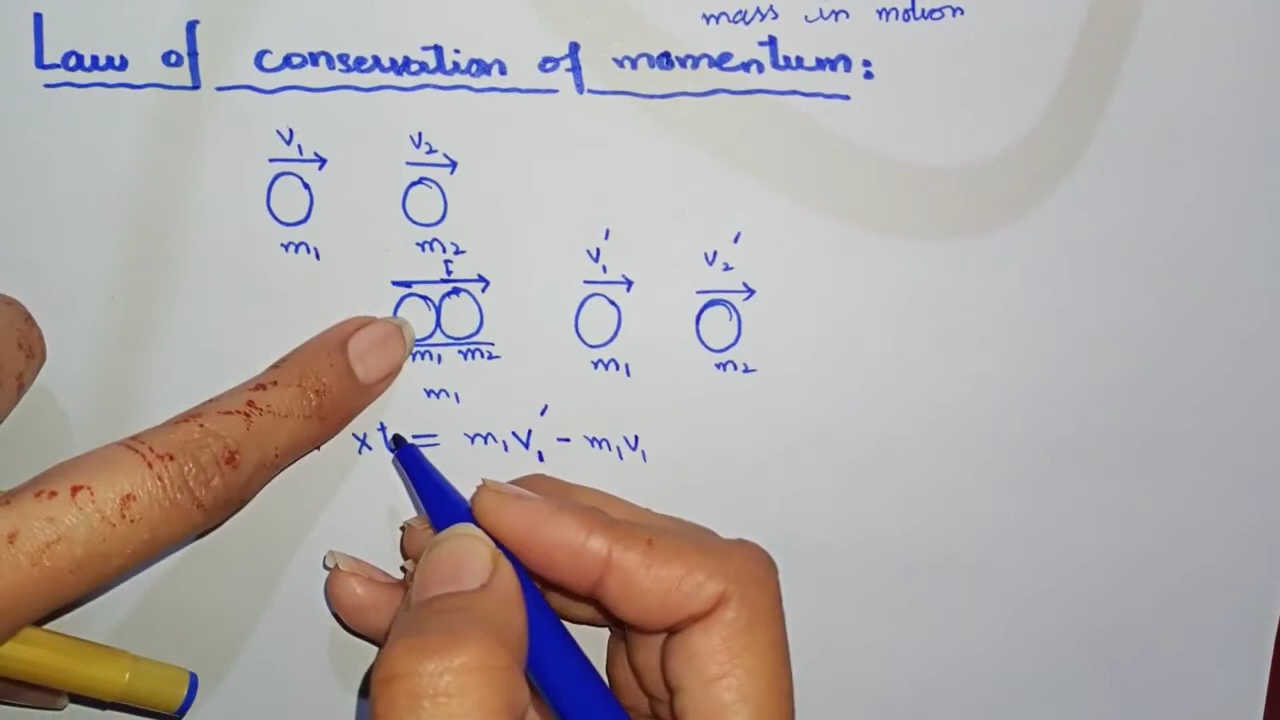 mass in motion
Law of conservation of momentum:
v₁ v₂
m₁ m₂
v₁′ v₂′
m₁ m₂ m₁ m₂
m₁
x t = m₁v₁′ - m₁v₁